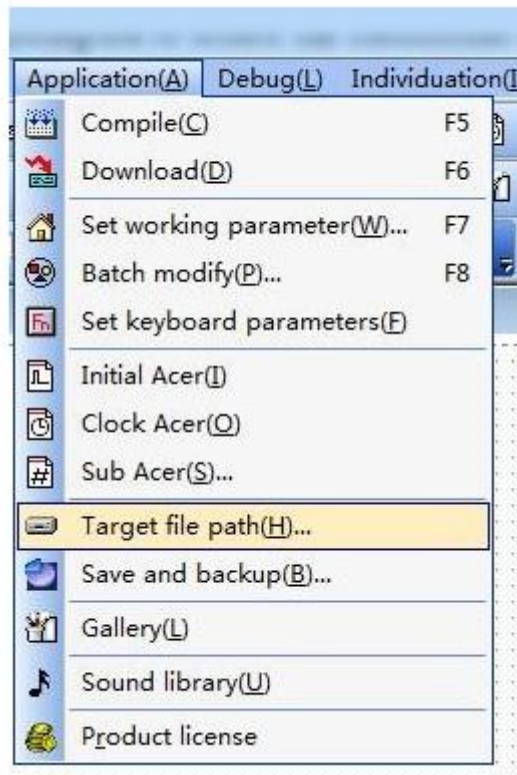 Application(A) Debug(L) Individuation(I
Compile(C) F5
Download(D) F6
Set working parameter(W)... F7
Batch modify(P)... F8
Set keyboard parameters(F)
Initial Acer(I)
Clock Acer(O)
Sub Acer(S)...
Target file path(H)...
Save and backup(B)...
Gallery(L)
Sound library(U)
Product license